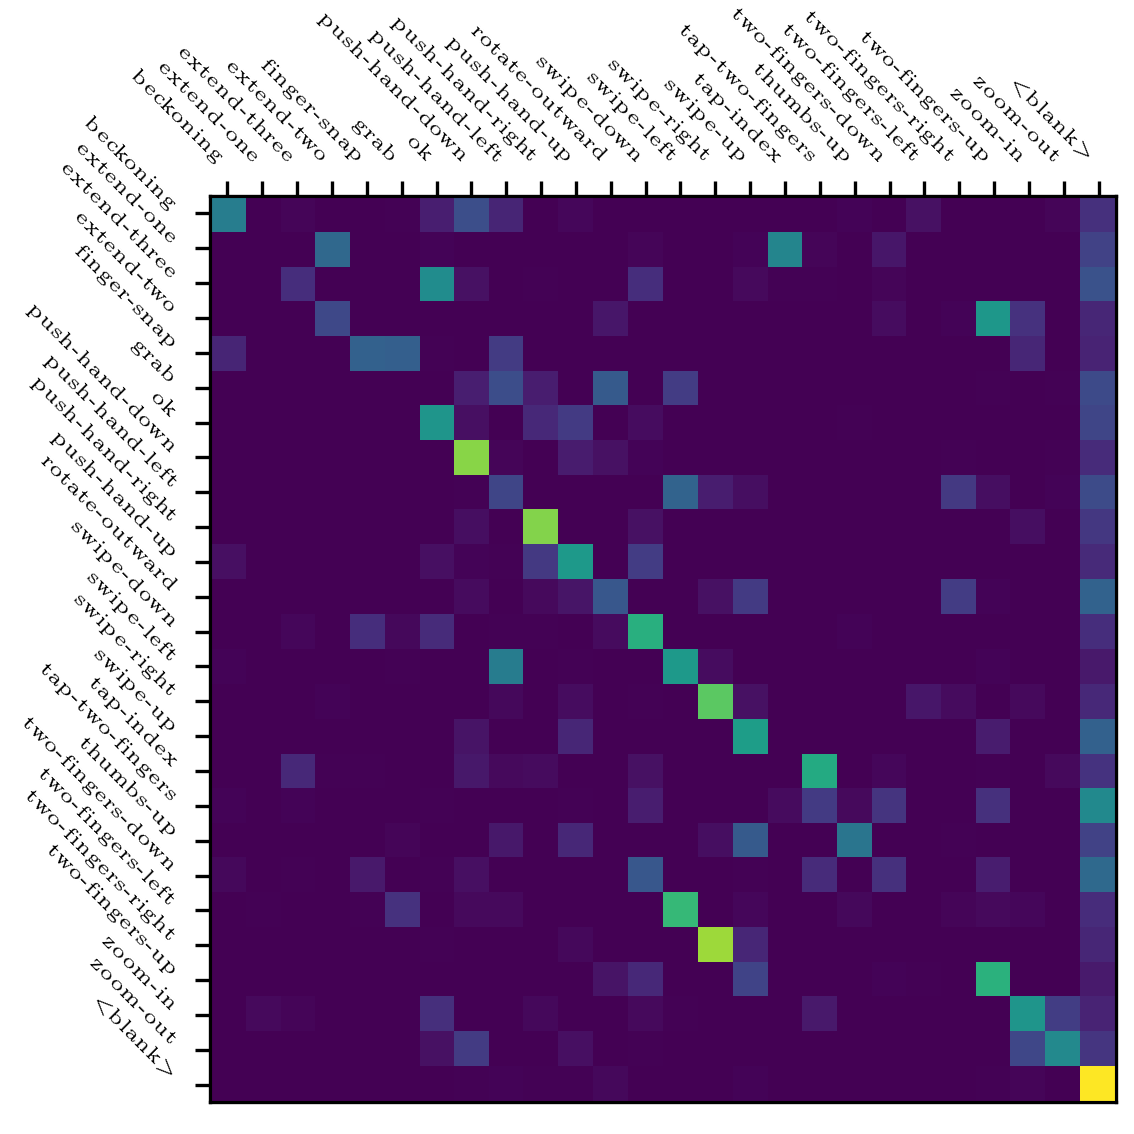 beckoning
extend-one
extend-three
extend-two
finger-snap
grab
ok
push-hand-down
push-hand-left
push-hand-right
push-hand-up
rotate-outward
swipe-down
swipe-left
swipe-right
swipe-up
tap-index
tap-two-fingers
thumbs-up
two-fingers-down
two-fingers-left
two-fingers-right
two-fingers-up
zoom-in
zoom-out
<blank>
beckoning
extend-one
extend-three
extend-two
finger-snap
grab
ok
push-hand-down
push-hand-left
push-hand-right
push-hand-up
rotate-outward
swipe-down
swipe-left
swipe-right
swipe-up
tap-index
tap-two-fingers
thumbs-up
two-fingers-down
two-fingers-left
two-fingers-right
two-fingers-up
zoom-in
zoom-out
<blank>